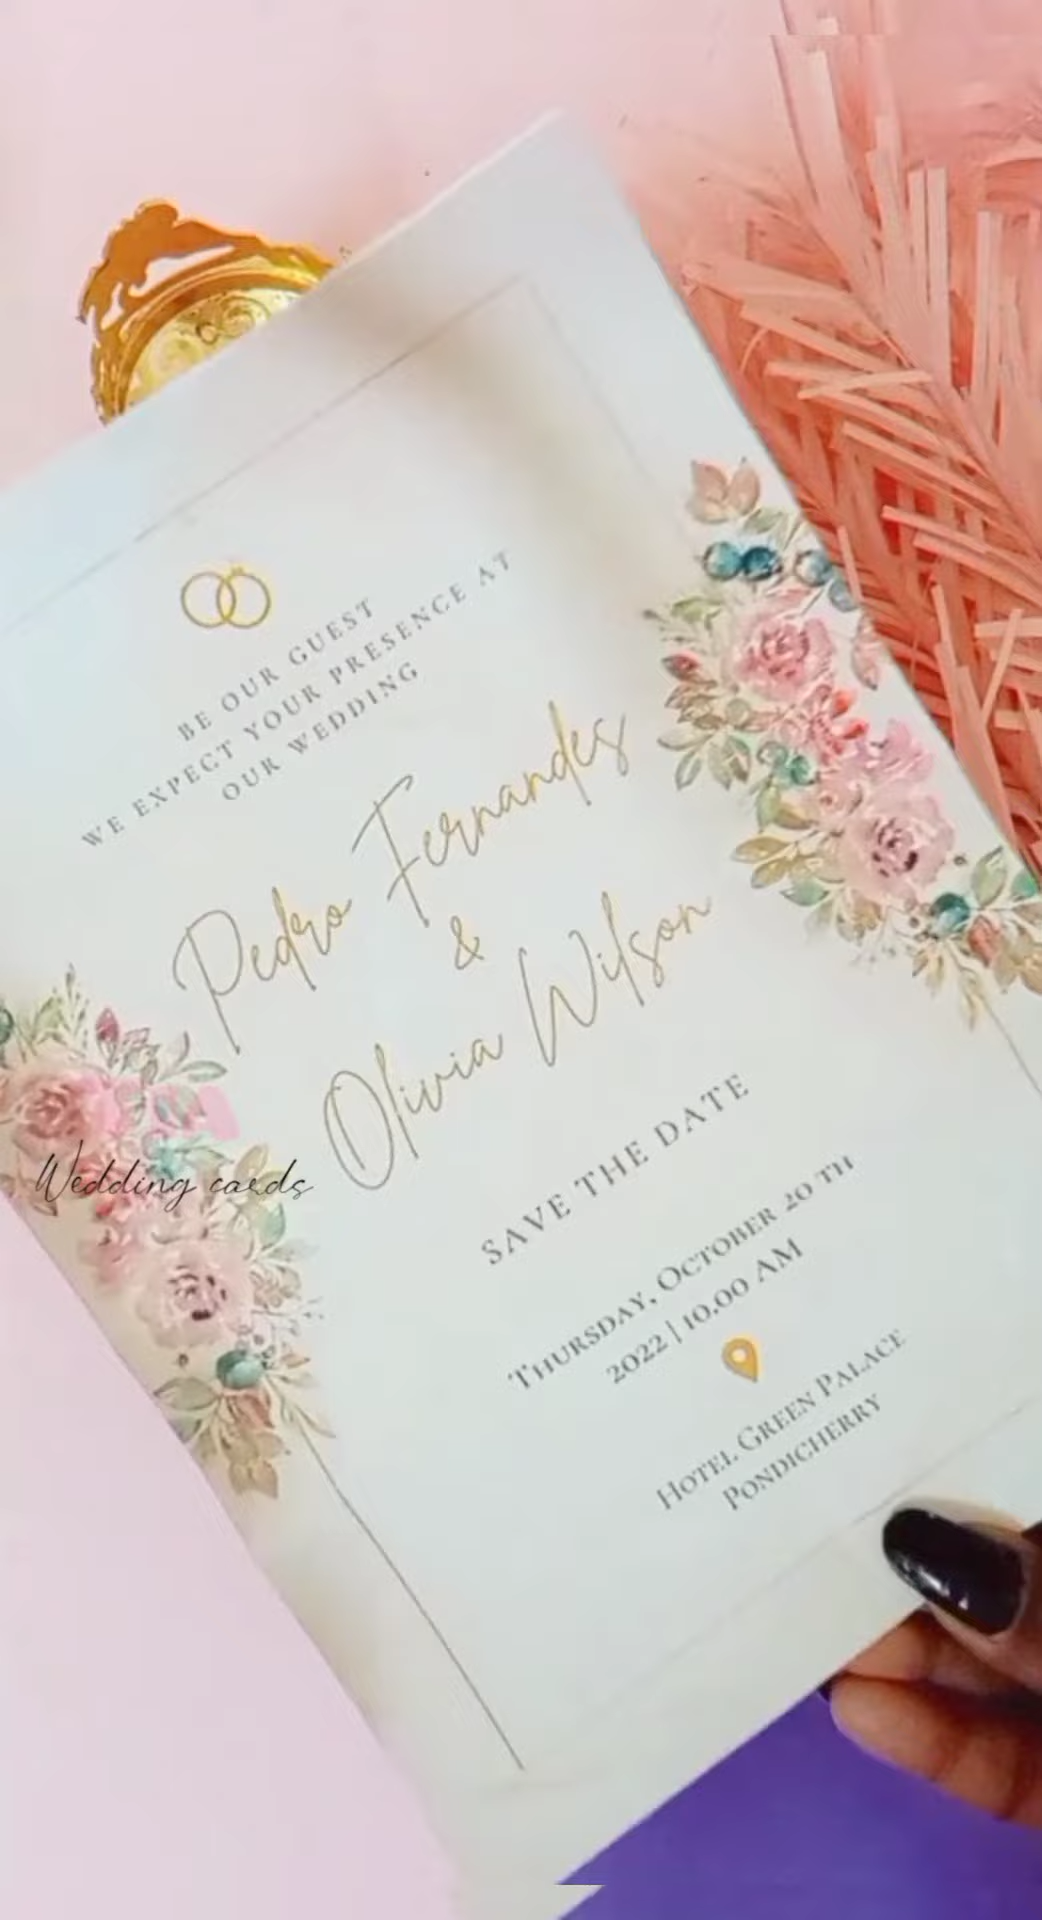 BE OUR GUEST
WE EXPECT YOUR PRESENCE AT
OUR WEDDING
Pedro Fernandes
&
Olivia Wilson
Wedding cards
SAVE THE DATE
THURSDAY, OCTOBER 20 TH
2022 | 10.00 AM
HOTEL GREEN PALACE
PONDICHERRY